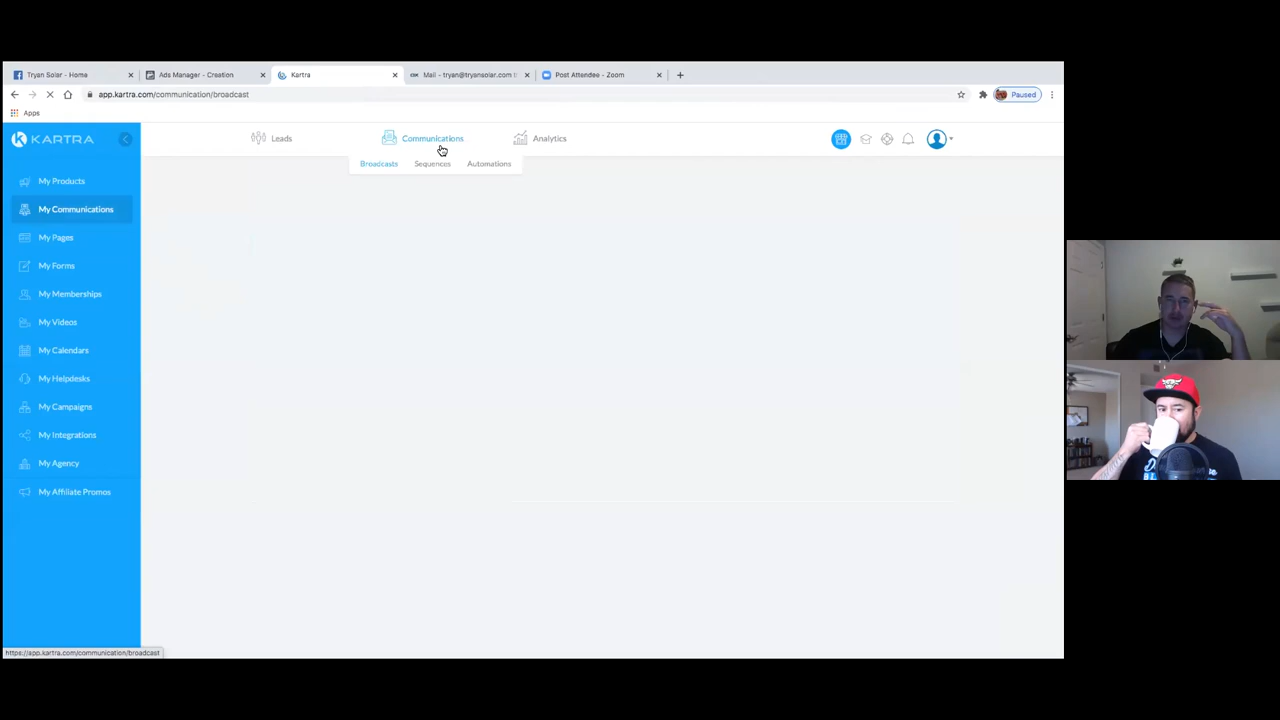 Tryan Solar - Home
Ads Manager - Creation
Kartra
Mail - tryan@tryansolar.com
Post Attendee - Zoom
app.kartra.com/communication/broadcast
Paused
Apps
KARTRA
Leads
Communications
Analytics
Broadcasts
Sequences
Automations
My Products
My Communications
My Pages
My Forms
My Memberships
My Videos
My Calendars
My Helpdesks
My Campaigns
My Integrations
My Agency
My Affiliate Promos
https://app.kartra.com/communication/broadcast